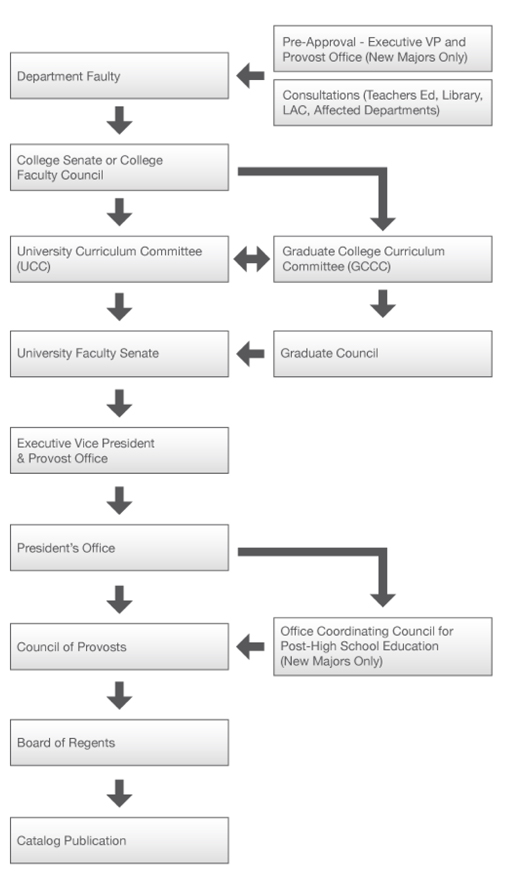 Pre-Approval - Executive VP and
Provost Office (New Majors Only)
Department Faulty
Consultations (Teachers Ed, Library,
LAC, Affected Departments)
College Senate or College
Faculty Council
University Curriculum Committee
(UCC)
Graduate College Curriculum
Committee (GCCC)
University Faculty Senate
Graduate Council
Executive Vice President
& Provost Office
President's Office
Office Coordinating Council for
Post-High School Education
(New Majors Only)
Council of Provosts
Board of Regents
Catalog Publication